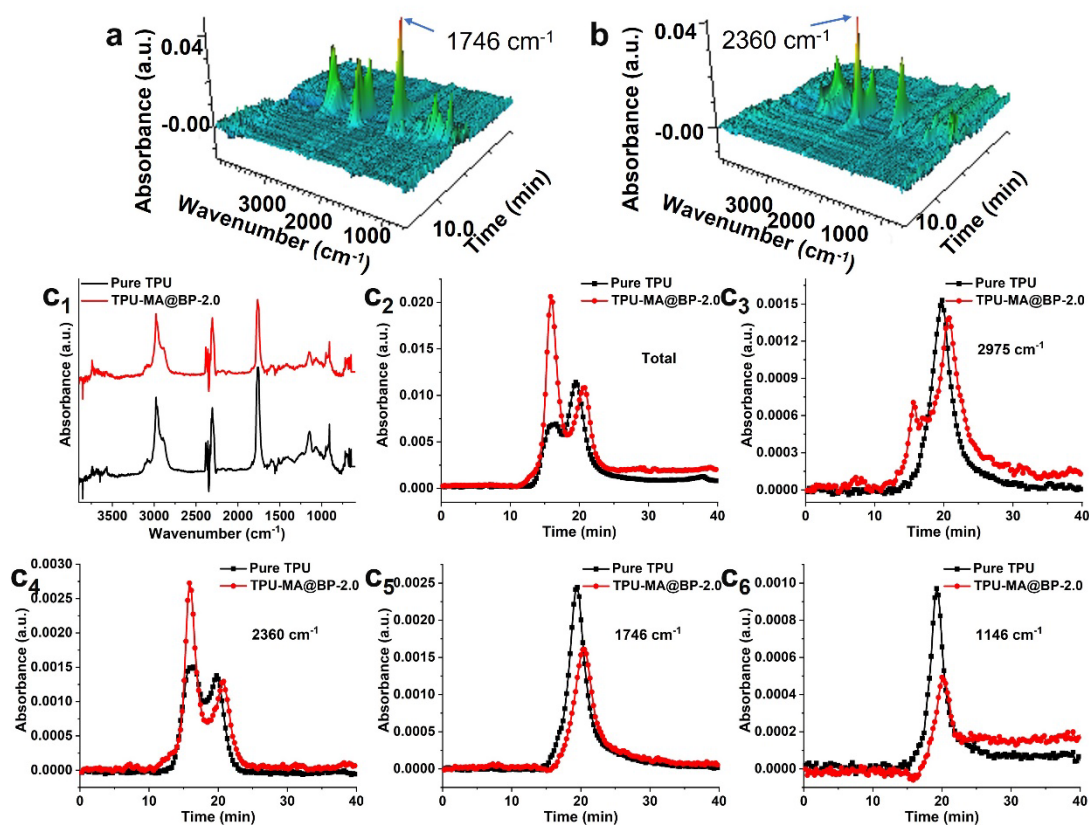 a
0.04
-0.00
Absorbance (a.u.)
1746 cm⁻¹
3000
2000
1000
Wavenumber (cm⁻¹)
10.0
Time (min)
b
0.04
-0.00
Absorbance (a.u.)
2360 cm⁻¹
3000
2000
1000
Wavenumber (cm⁻¹)
10.0
Time (min)
c₁
Pure TPU
TPU-MA@BP-2.0
Absorbance (a.u.)
3500 3000 2500 2000 1500 1000
Wavenumber (cm⁻¹)
c₂
Pure TPU
TPU-MA@BP-2.0
Total
Absorbance (a.u.)
0.020
0.015
0.010
0.005
0.000
0 10 20 30 40
Time (min)
c₃
Pure TPU
TPU-MA@BP-2.0
2975 cm⁻¹
Absorbance (a.u.)
0.0015
0.0012
0.0009
0.0006
0.0003
0.0000
0 10 20 30 40
Time (min)
c₄
Pure TPU
TPU-MA@BP-2.0
2360 cm⁻¹
Absorbance (a.u.)
0.0030
0.0025
0.0020
0.0015
0.0010
0.0005
0.0000
0 10 20 30 40
Time (min)
c₅
Pure TPU
TPU-MA@BP-2.0
1746 cm⁻¹
Absorbance (a.u.)
0.0025
0.0020
0.0015
0.0010
0.0005
0.0000
0 10 20 30 40
Time (min)
c₆
Pure TPU
TPU-MA@BP-2.0
1146 cm⁻¹
Absorbance (a.u.)
0.0010
0.0008
0.0006
0.0004
0.0002
0.0000
0 10 20 30 40
Time (min)